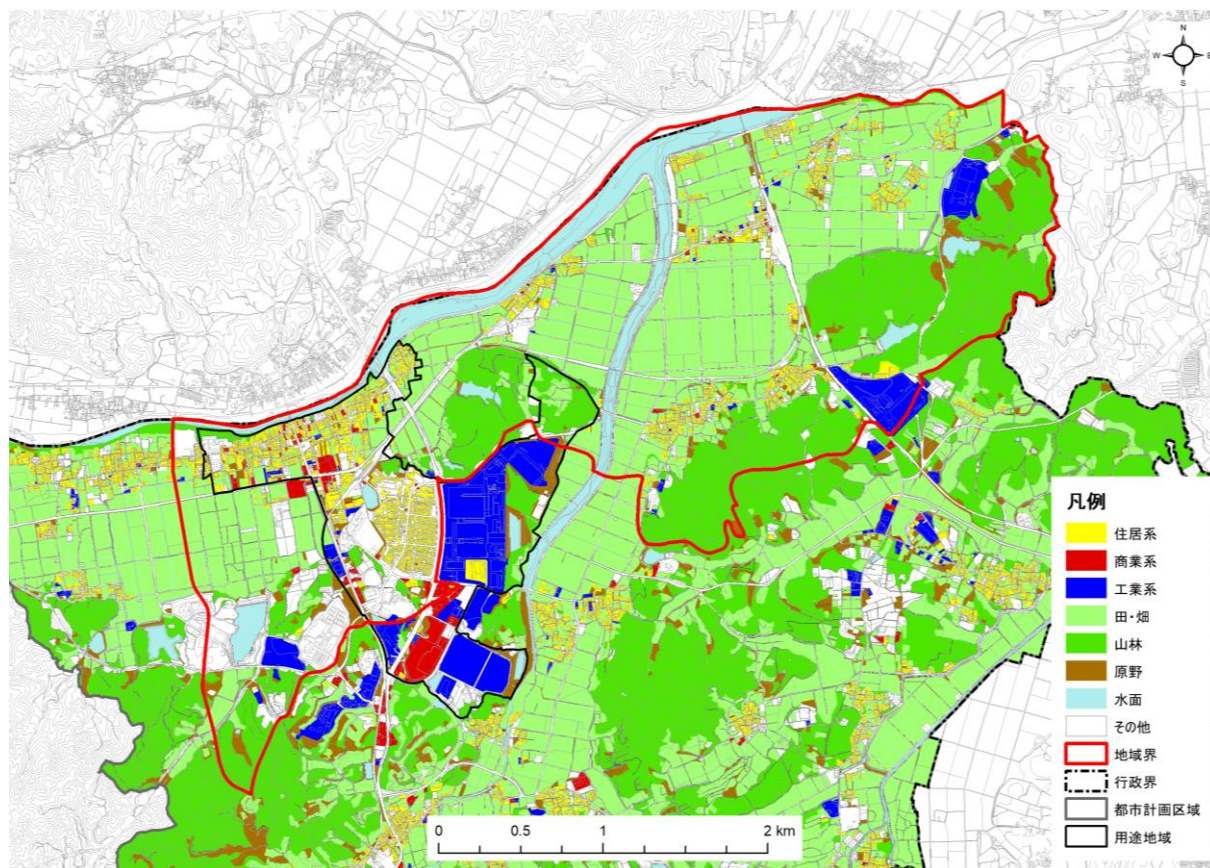 N
W
E
S
凡例
住居系
商業系
工業系
田・畑
山林
原野
水面
その他
地域界
行政界
都市計画区域
用途地域
0 0.5 1 2 km